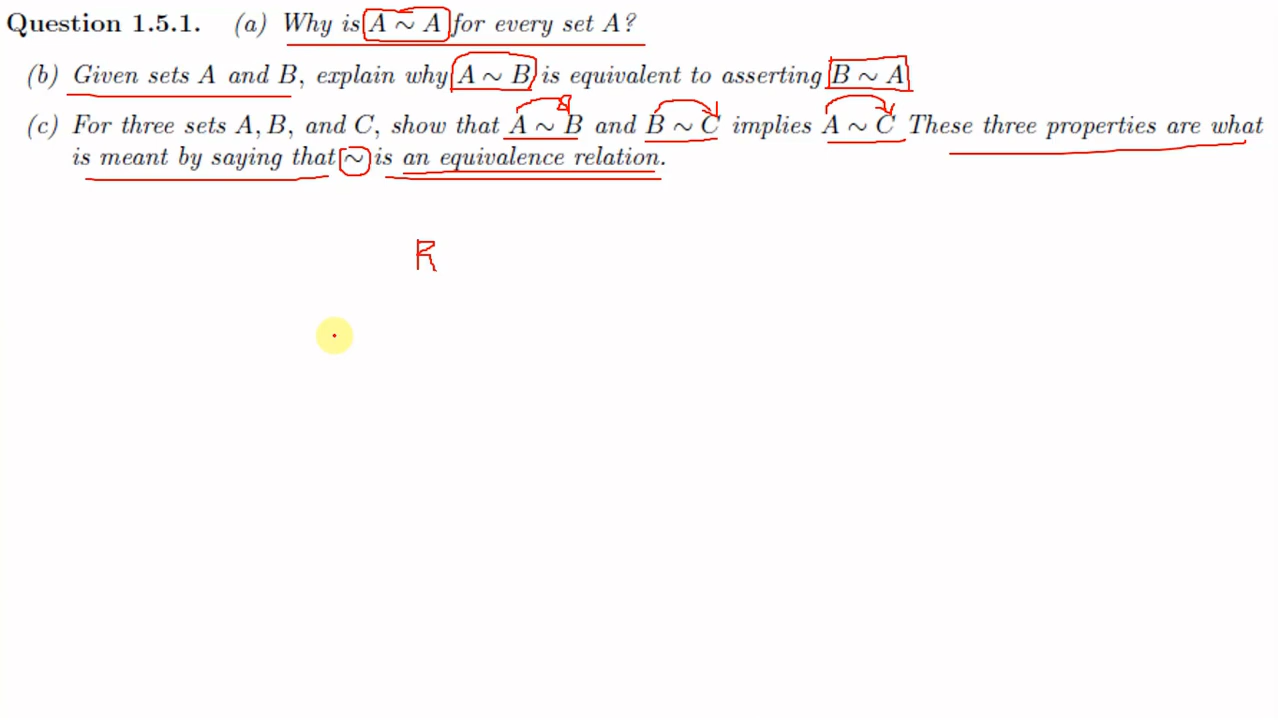 Question 1.5.1. (a) Why is A ∼ A for every set A?
(b) Given sets A and B, explain why A ∼ B is equivalent to asserting B ∼ A
(c) For three sets A, B, and C, show that A ∼ B and B ∼ C implies A ∼ C These three properties are what
is meant by saying that ∼ is an equivalence relation.
R